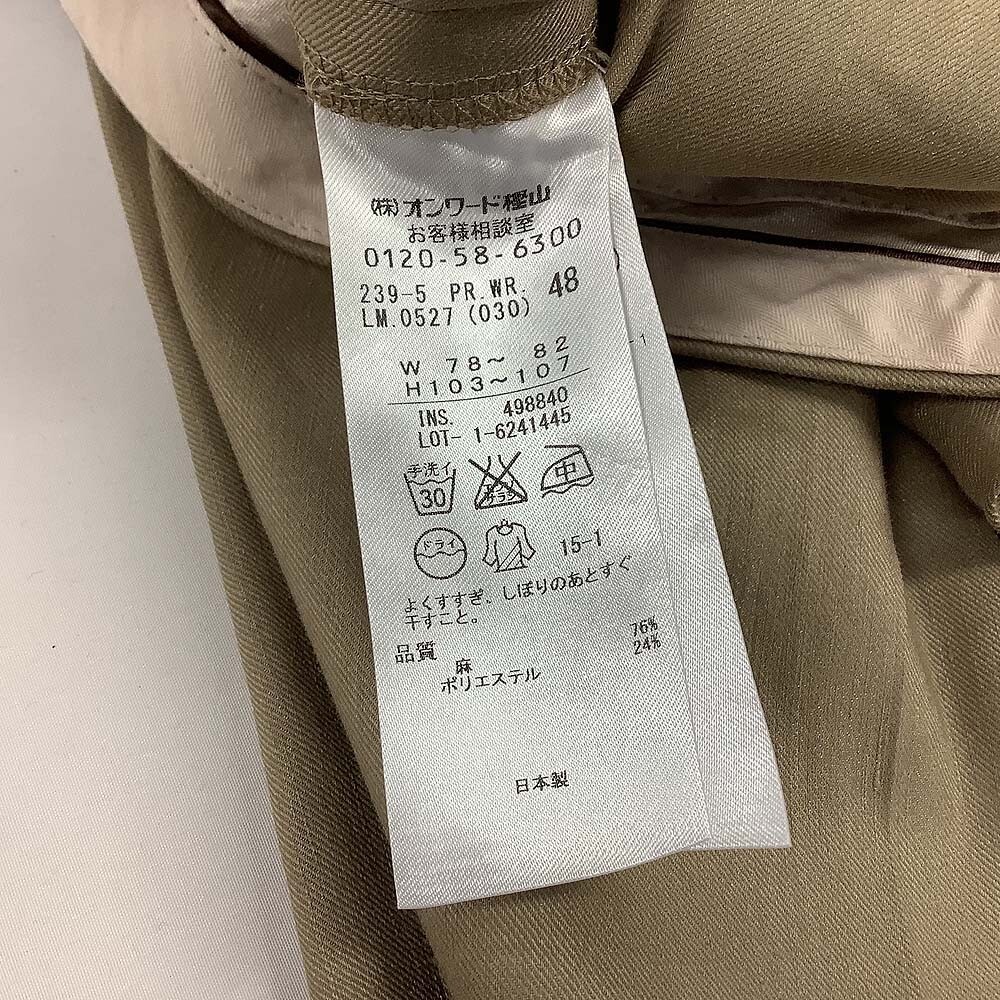 (株)オンワード樫山
お客様相談室
0120-58-6300
239-5 PR.WR. 48
LM.0527 (030)
W 78～ 82
H103～107
INS. 498840
LOT- 1-6241445
手洗イ
30
中
ドライ
15-1
よくすすぎ、しぼりのあとすぐ
干すこと。
品質
麻 76%
ポリエステル 24%
日本製